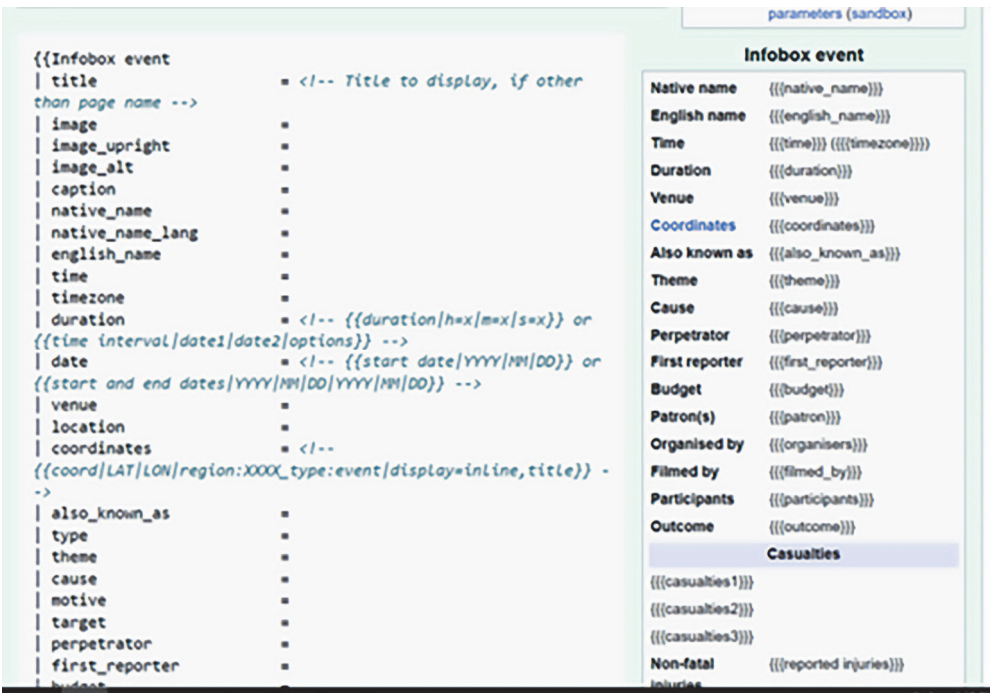 parameters (sandbox)
{{Infobox event
| title = <!-- Title to display, if other
than page name -->
| image =
| image_upright =
| image_alt =
| caption =
| native_name =
| native_name_lang =
| english_name =
| time =
| timezone =
| duration = <!-- {{duration|h=x|m=x|s=x}} or
{{time interval|date1|date2|options}} -->
| date = <!-- {{start date|YYYY|MM|DD}} or
{{start and end dates|YYYY|MM|DD|YYYY|MM|DD}} -->
| venue =
| location =
| coordinates = <!--
{{coord|LAT|LON|region:XXXX_type:event|display=inline,title}} -
->
| also_known_as =
| type =
| theme =
| cause =
| motive =
| target =
| perpetrator =
| first_reporter =
| budget =
Infobox event
Native name {{{native_name}}}
English name {{{english_name}}}
Time {{{time}}} ({{{timezone}}})
Duration {{{duration}}}
Venue {{{venue}}}
Coordinates {{{coordinates}}}
Also known as {{{also_known_as}}}
Theme {{{theme}}}
Cause {{{cause}}}
Perpetrator {{{perpetrator}}}
First reporter {{{first_reporter}}}
Budget {{{budget}}}
Patron(s) {{{patron}}}
Organised by {{{organisers}}}
Filmed by {{{filmed_by}}}
Participants {{{participants}}}
Outcome {{{outcome}}}
Casualties
{{{casualties1}}}
{{{casualties2}}}
{{{casualties3}}}
Non-fatal {{{reported injuries}}}
injuries